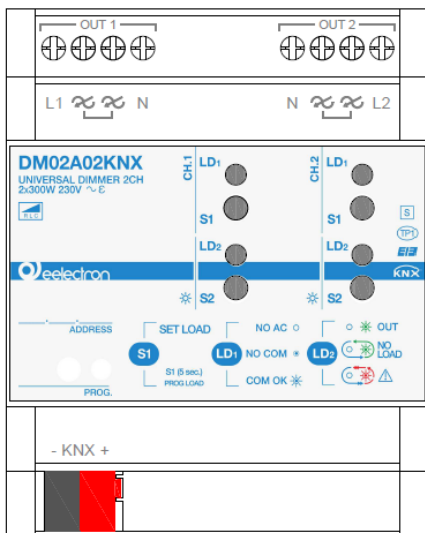 OUT 1 OUT 2
L1 N N L2
DM02A02KNX
UNIVERSAL DIMMER 2CH
2x300W 230V ~ E
R L C
CH.1
LD1
S1
LD2
S2
CH.2
LD1
S1
LD2
S2
S
TP1
eelectron
KNX
ADDRESS
PROG.
SET LOAD
S1
S1 (5 sec.)
PROG LOAD
NO AC
LD1 NO COM
COM OK
OUT
LD2 NO
LOAD
- KNX +